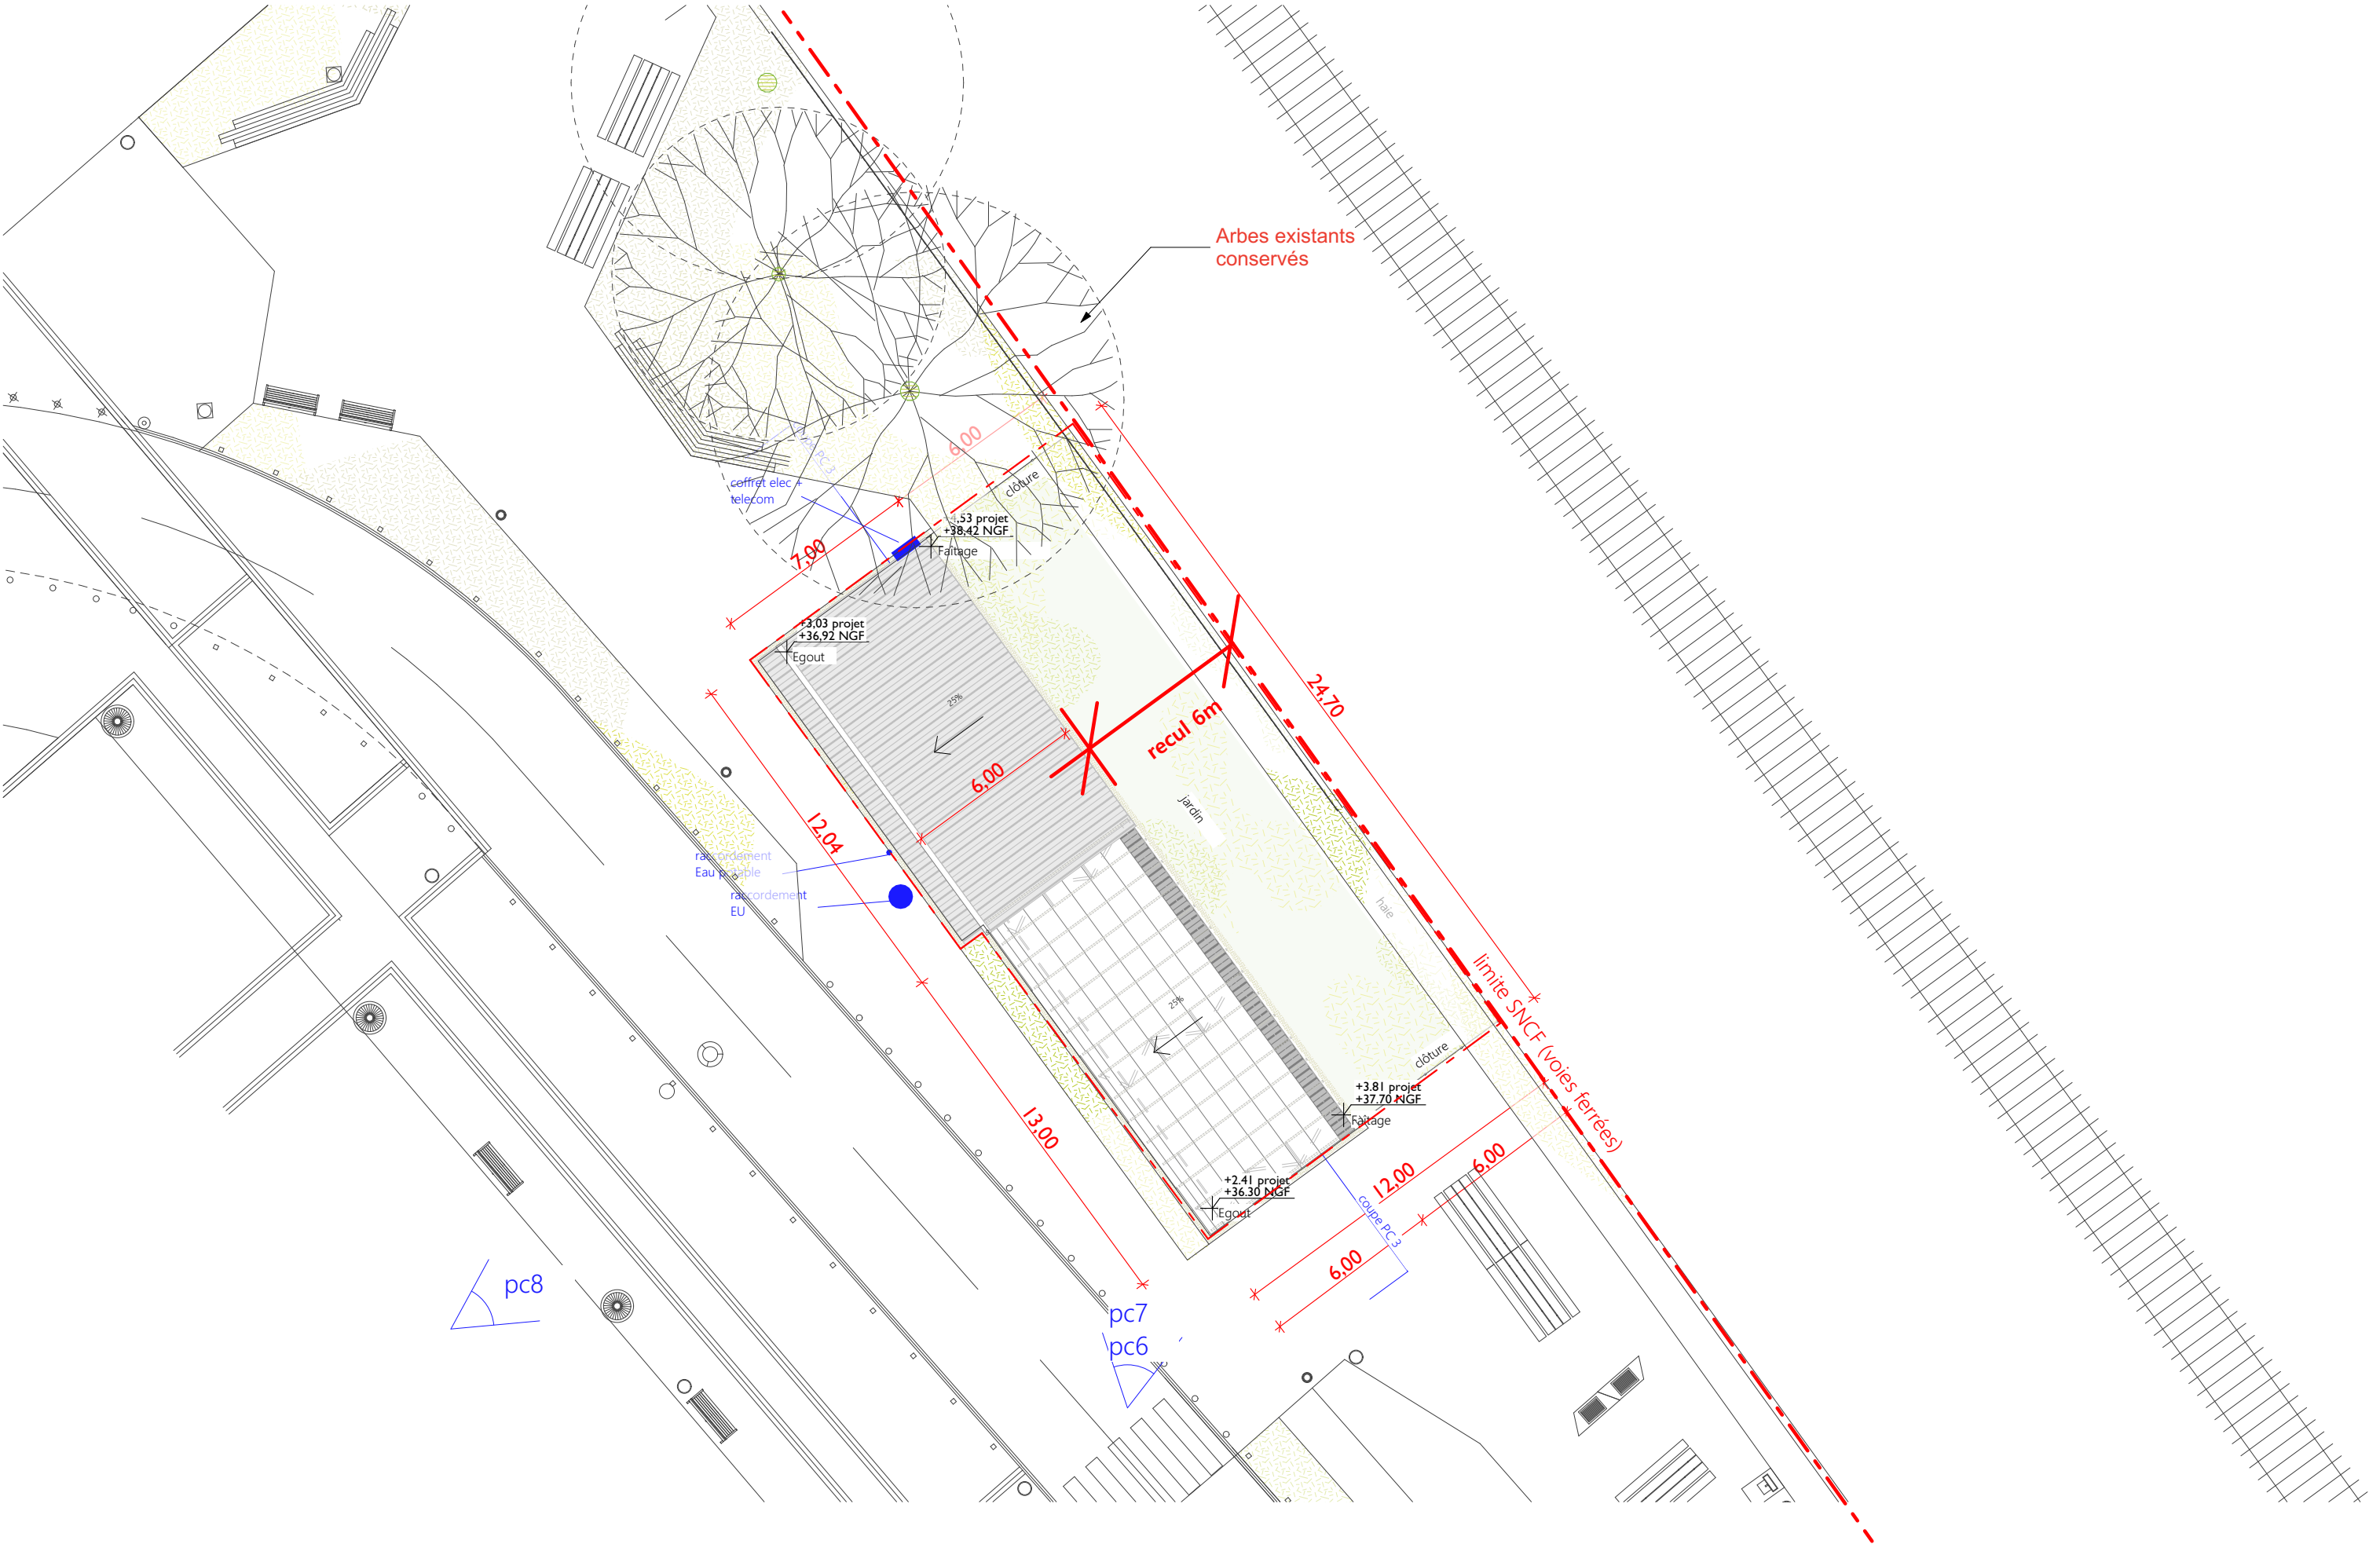 Arbes existants
conservés
6,00
PC 3
coffret elec +
telecom
clôture
+4,53 projet
+38,42 NGF
Faîtage
7,00
+3,03 projet
+36,92 NGF
Egout
25%
24,70
recul 6m
6,00
jardin
12,04
raccordement
Eau potable
raccordement
EU
haie
limite SNCF (voies ferrées)
25%
clôture
+3.81 projet
+37.70 NGF
Faîtage
13,00
12,00
6,00
+2.41 projet
+36.30 NGF
Egout
coupe PC 3
6,00
pc8
pc7
pc6